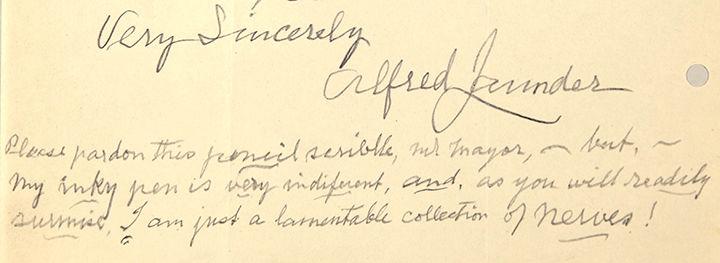 Very Sincerely
Alfred Junder
Please pardon this pencil scribble, mr mayor, ~ but, ~
my inky pen is very indiferent, and, as you will readily
surmise, I am just a lamentable collection of nerves!